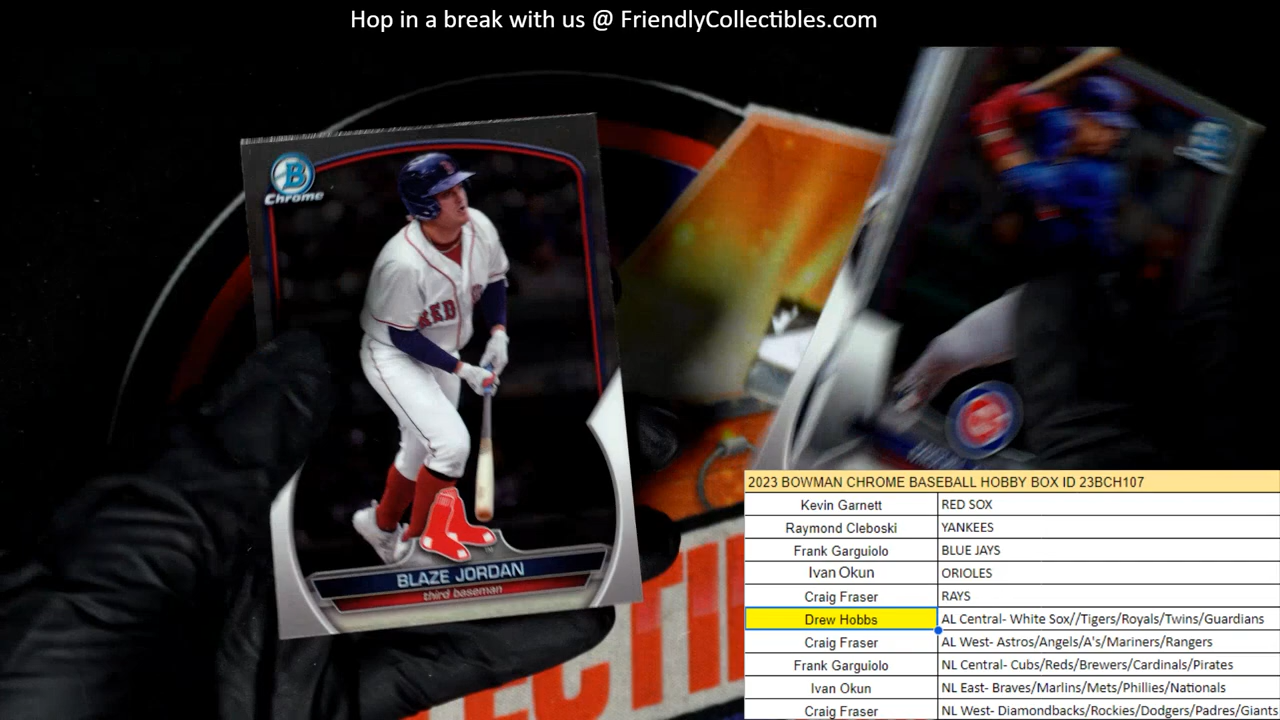 Hop in a break with us @ FriendlyCollectibles.com
B
Chrome
RED
BLAZE JORDAN
third baseman
2023 BOWMAN CHROME BASEBALL HOBBY BOX ID 23BCH107
Kevin Garnett RED SOX
Raymond Cleboski YANKEES
Frank Garguiolo BLUE JAYS
Ivan Okun ORIOLES
Craig Fraser RAYS
Drew Hobbs AL Central- White Sox//Tigers/Royals/Twins/Guardians
Craig Fraser AL West- Astros/Angels/A's/Mariners/Rangers
Frank Garguiolo NL Central- Cubs/Reds/Brewers/Cardinals/Pirates
Ivan Okun NL East- Braves/Marlins/Mets/Phillies/Nationals
Craig Fraser NL West- Diamondbacks/Rockies/Dodgers/Padres/Giants